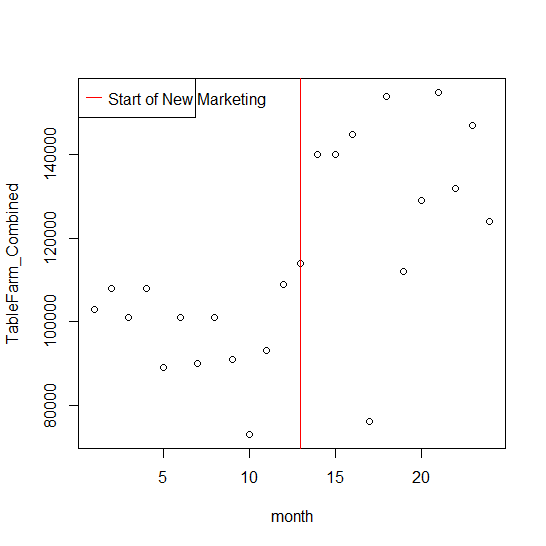 Start of New Marketing
TableFarm_Combined
140000
120000
100000
80000
5 10 15 20
month